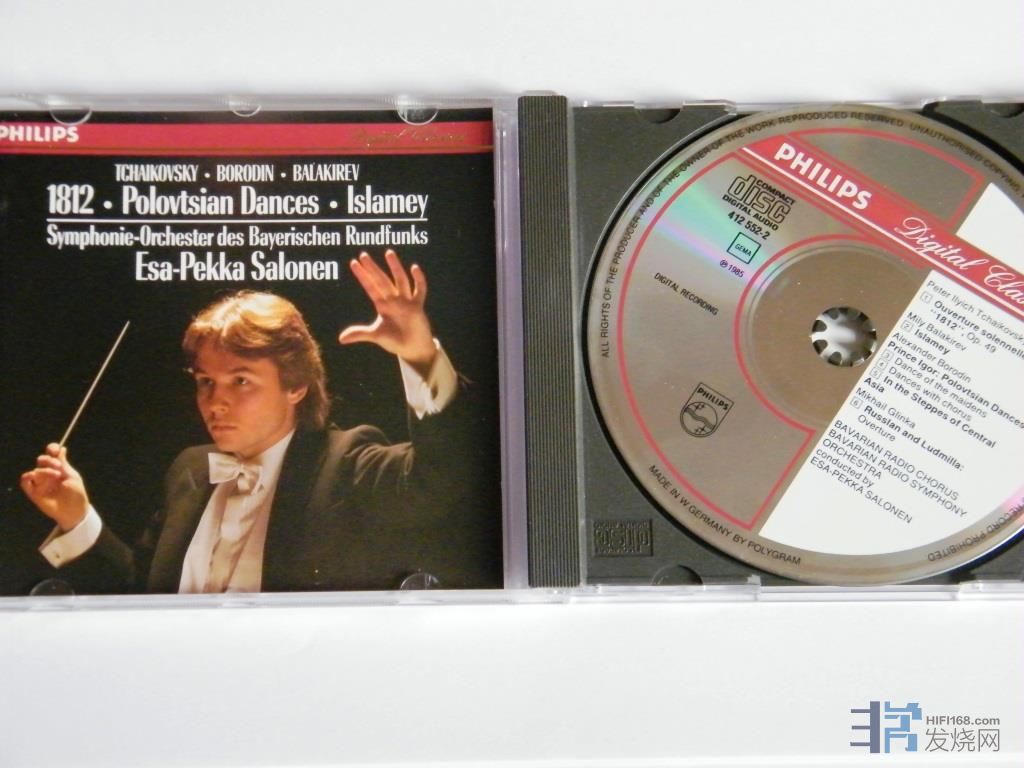 PHILIPS
Digital Classics
TCHAIKOVSKY · BORODIN · BALAKIREV
1812 · Polovtsian Dances · Islamey
Symphonie-Orchester des Bayerischen Rundfunks
Esa-Pekka Salonen
ALL RIGHTS OF THE PRODUCER AND OF THE OWNER OF THE WORK REPRODUCED RESERVED. UNAUTHORISED COPYING,
PHILIPS
Digital Clas
COMPACT
disc
DIGITAL AUDIO
412 552-2
GEMA
℗ 1985
DIGITAL RECORDING
PHILIPS
Peter Ilyich Tchaikovsky
1 Ouverture solennelle
"1812", Op. 49
Mily Balakirev
2 Islamey
Alexander Borodin
Prince Igor: Polovtsian Dances
3 Dance of the maidens
4 Dances with chorus
5 In the Steppes of Central
Asia
Mikhail Glinka
6 Russlan and Ludmilla:
Overture
BAVARIAN RADIO CHORUS
BAVARIAN RADIO SYMPHONY
ORCHESTRA
conducted by
ESA-PEKKA SALONEN
MADE IN W.GERMANY BY POLYGRAM
RECORD PROHIBITED
disc
HIFI168.com
发烧网